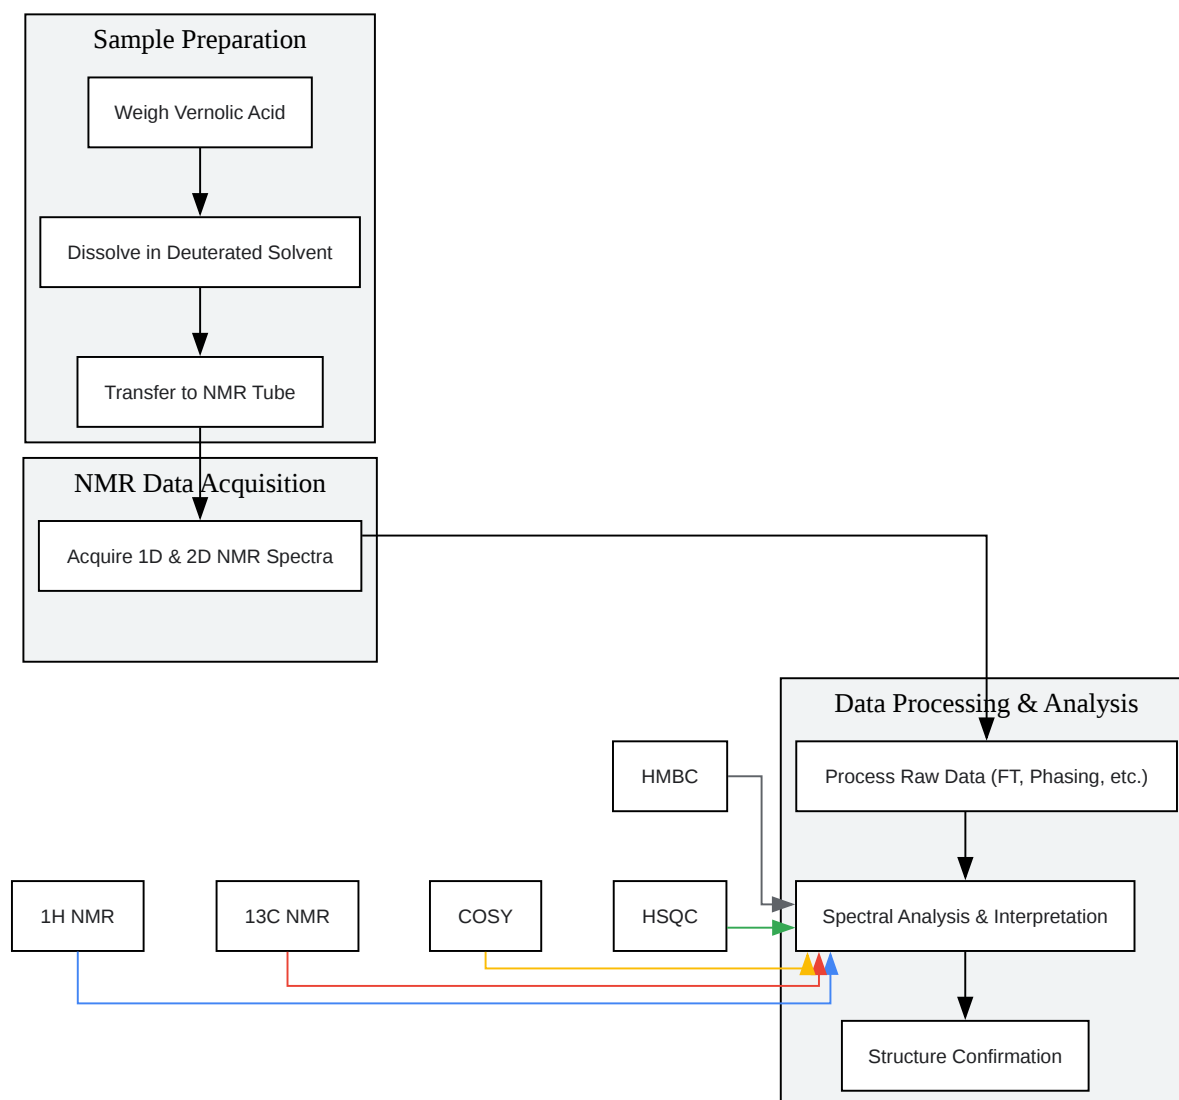 Sample Preparation
Weigh Vernolic Acid
Dissolve in Deuterated Solvent
Transfer to NMR Tube
NMR Data Acquisition
Acquire 1D & 2D NMR Spectra
Data Processing & Analysis
HMBC
Process Raw Data (FT, Phasing, etc.)
1H NMR
13C NMR
COSY
HSQC
Spectral Analysis & Interpretation
Structure Confirmation